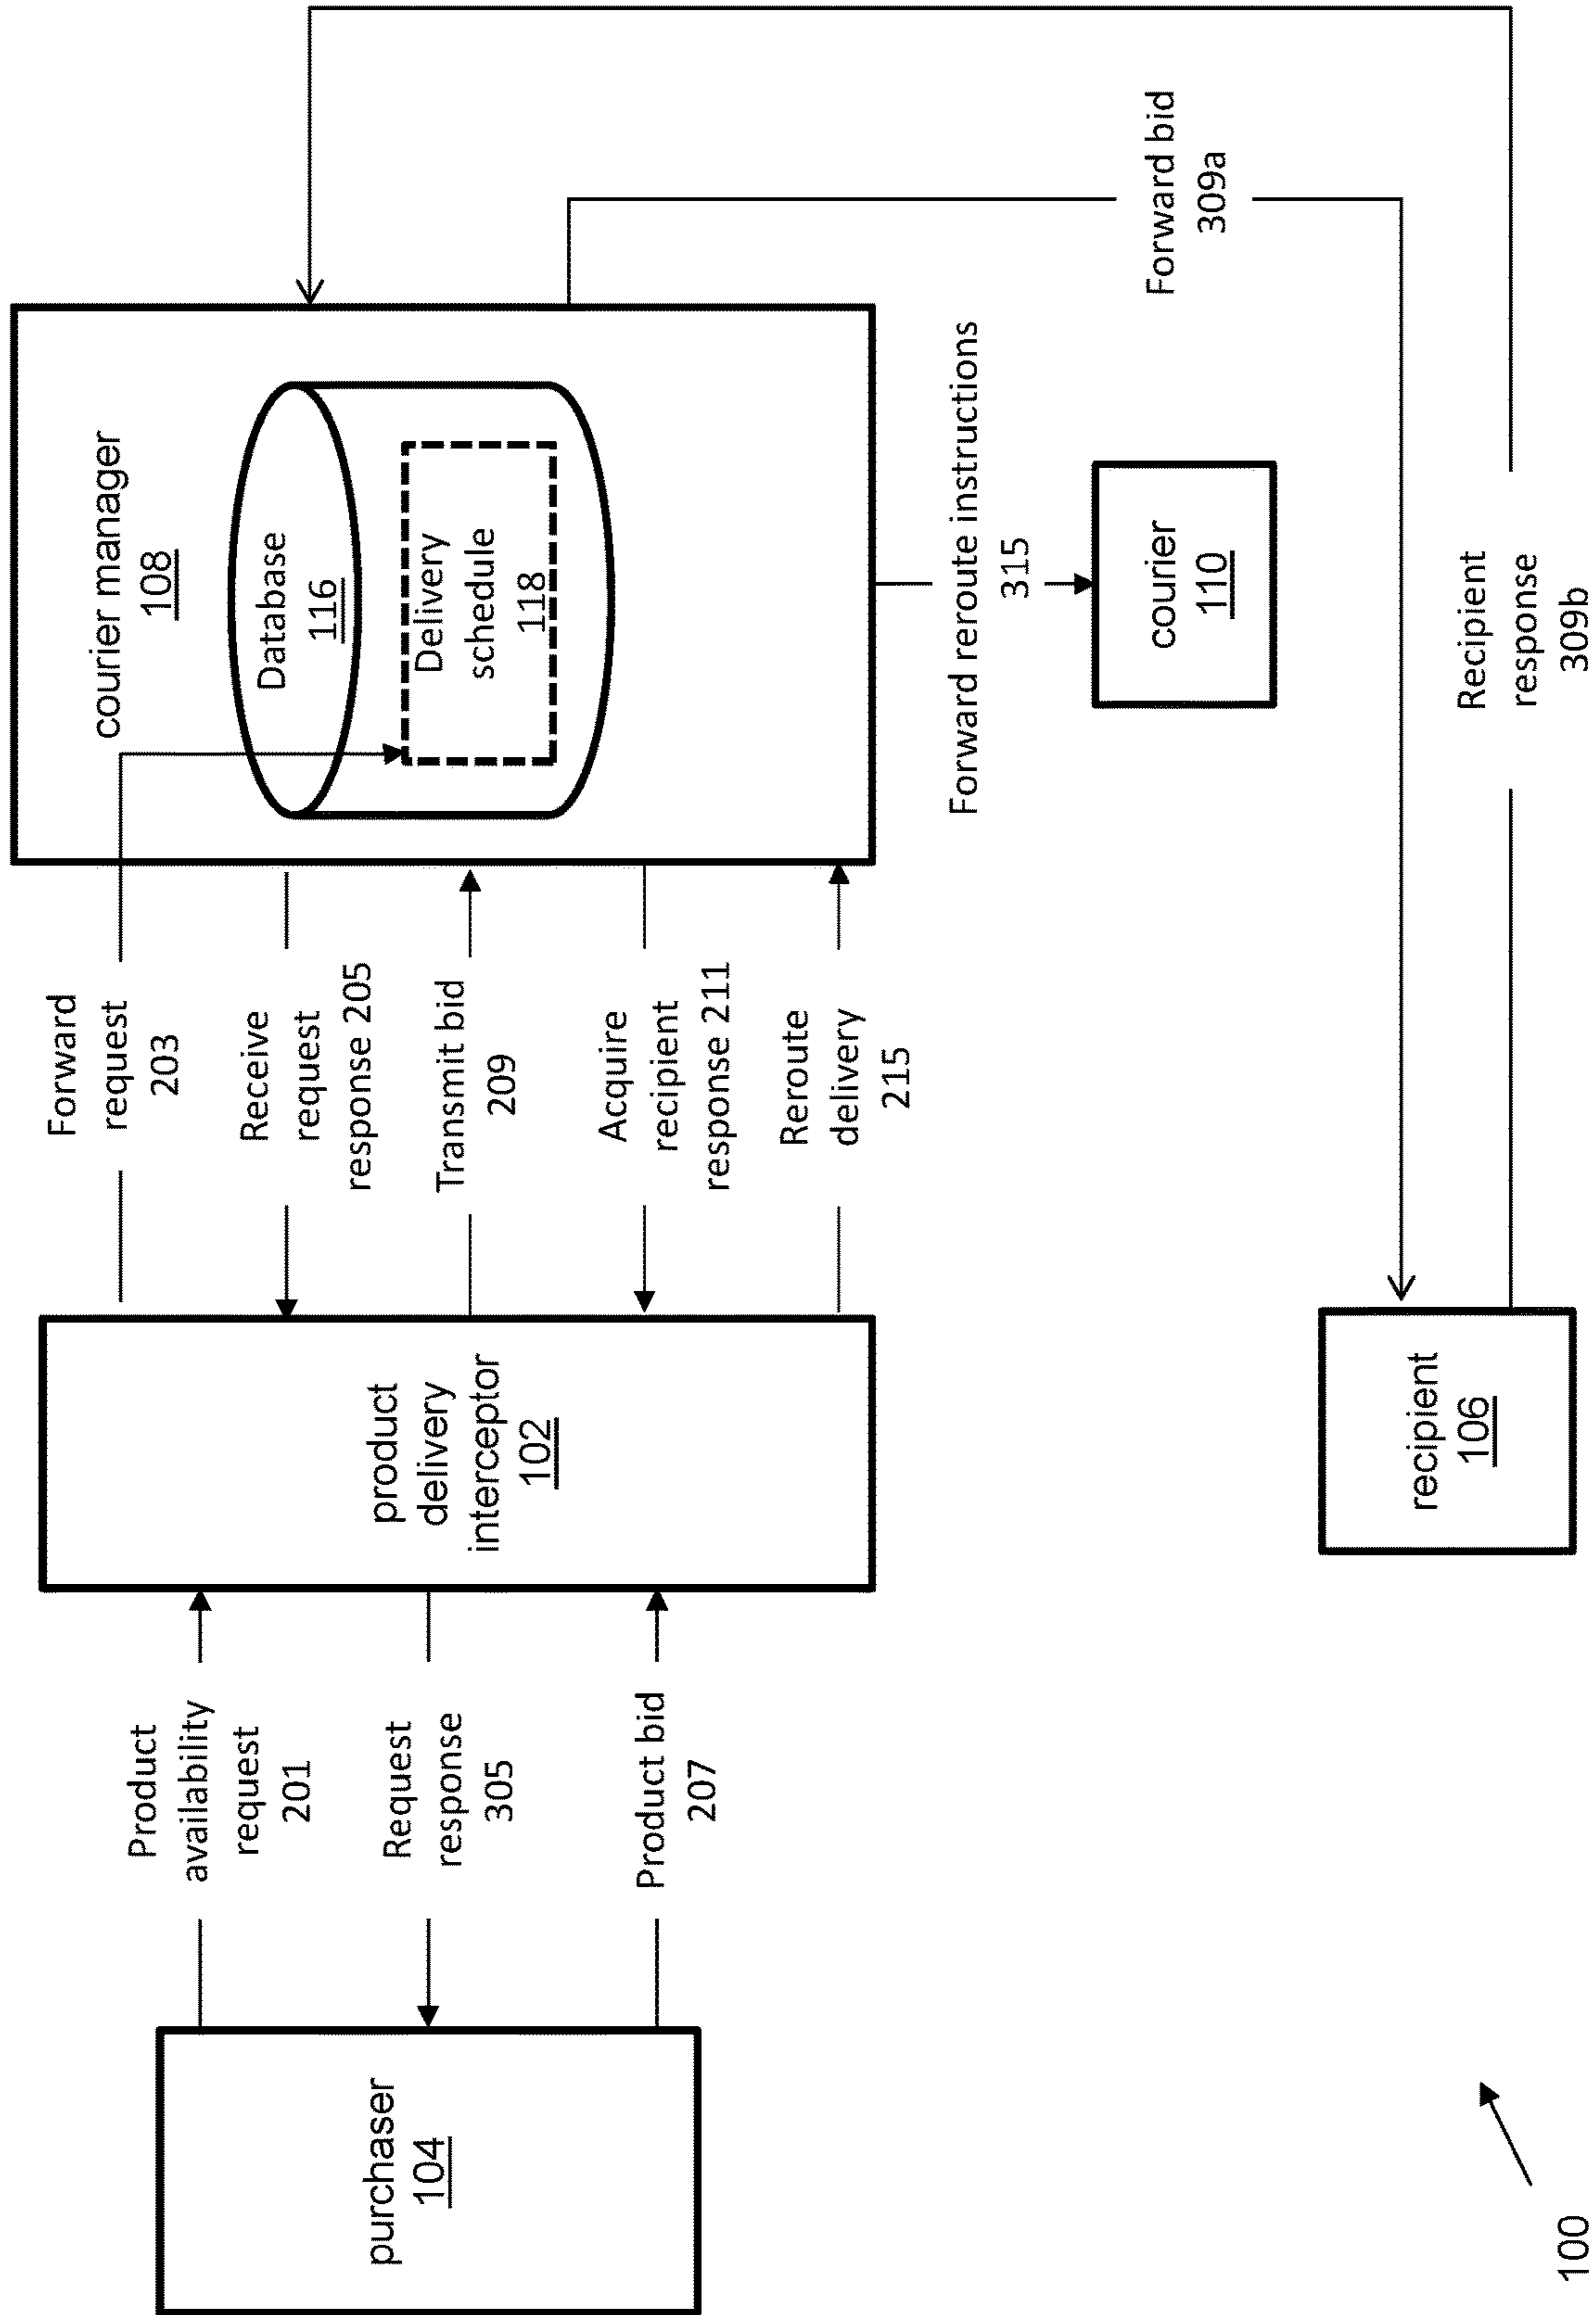 purchaser
104
Product
availability
request
201
Request
response
305
Product bid
207
product
delivery
interceptor
102
Forward
request
203
Receive
request
response 205
Transmit bid
209
Acquire
recipient
response 211
Reroute
delivery
215
courier manager
108
Database
116
Delivery
schedule
118
Forward reroute instructions
315
courier
110
Forward bid
309a
recipient
106
Recipient
response
309b
100